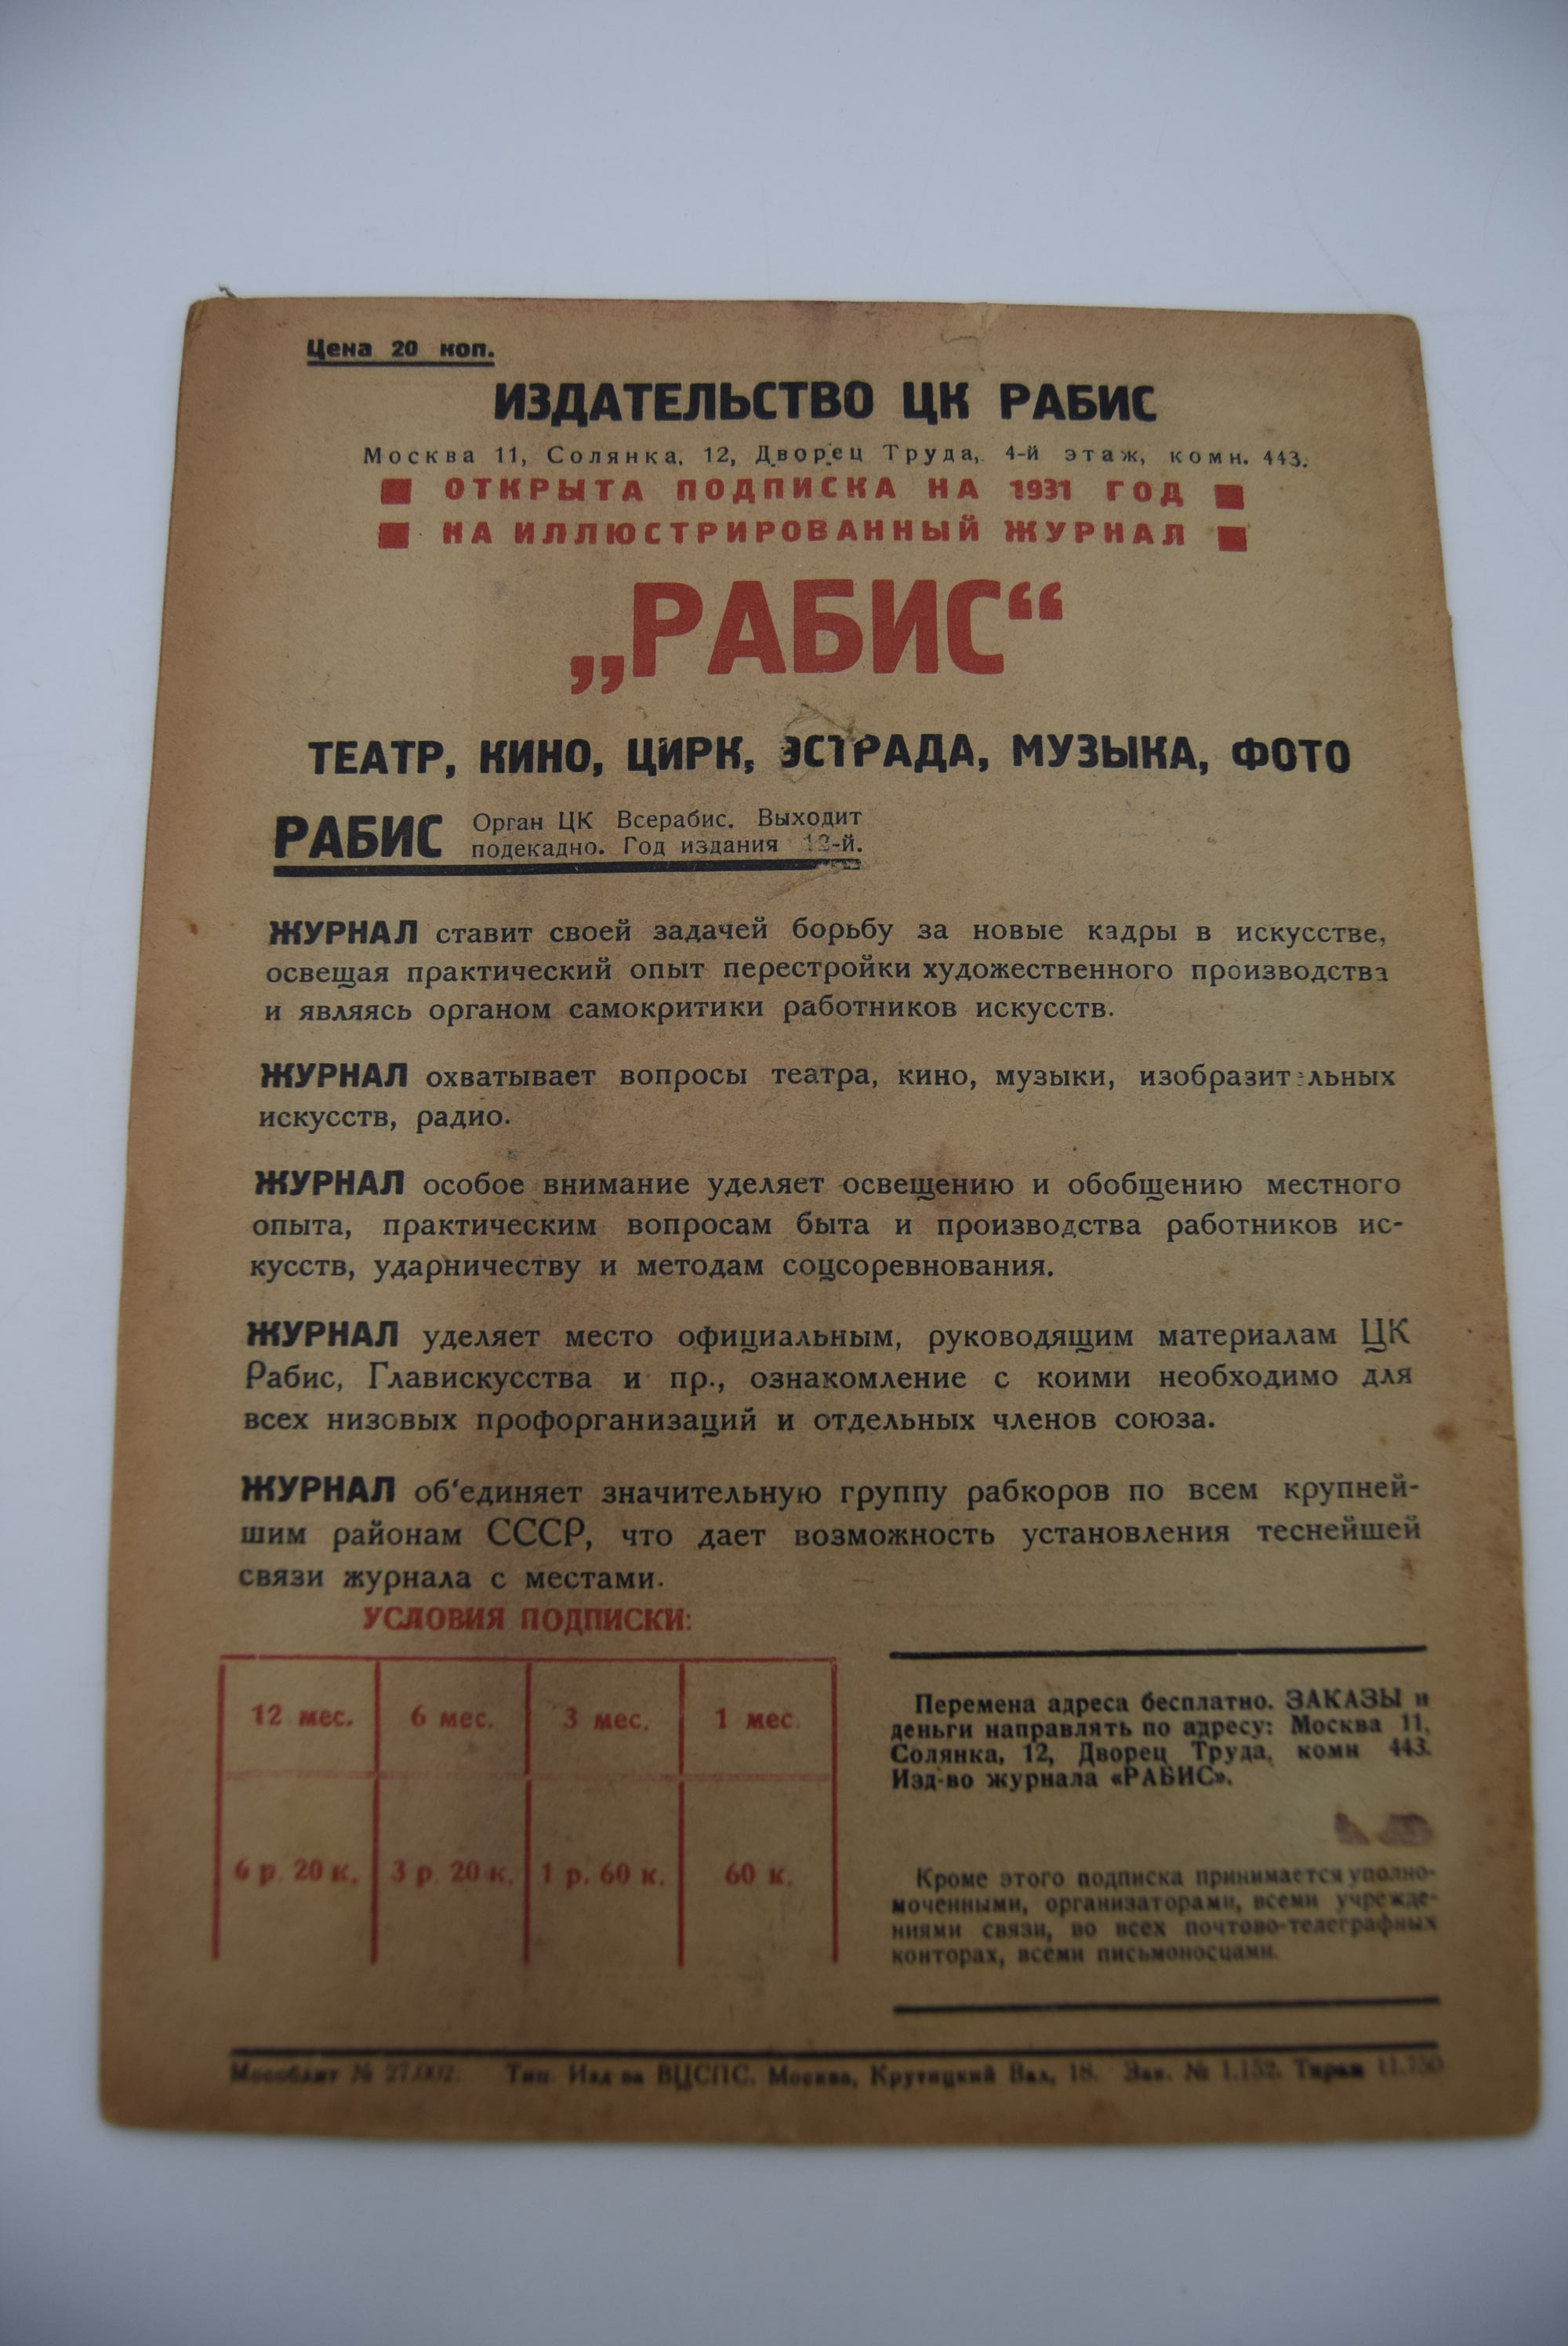 Цена 20 коп.
ИЗДАТЕЛЬСТВО ЦК РАБИС
Москва 11, Солянка, 12, Дворец Труда, 4-й этаж, комн. 443.
ОТКРЫТА ПОДПИСКА НА 1931 ГОД
НА ИЛЛЮСТРИРОВАННЫЙ ЖУРНАЛ
„РАБИС“
ТЕАТР, КИНО, ЦИРК, ЭСТРАДА, МУЗЫКА, ФОТО
РАБИС
Орган ЦК Всерабис. Выходит
подекадно. Год издания
ЖУРНАЛ ставит своей задачей борьбу за новые кадры в искусстве,
освещая практический опыт перестройки художественного производства
и являясь органом самокритики работников искусств.
ЖУРНАЛ охватывает вопросы театра, кино, музыки, изобразительных
искусств, радио.
ЖУРНАЛ особое внимание уделяет освещению и обобщению местного
опыта, практическим вопросам быта и производства работников ис-
кусств, ударничеству и методам соцсоревнования.
ЖУРНАЛ уделяет место официальным, руководящим материалам ЦК
Рабис, Главискусства и пр., ознакомление с коими необходимо для
всех низовых профорганизаций и отдельных членов союза.
ЖУРНАЛ об'единяет значительную группу рабкоров по всем крупней-
шим районам СССР, что дает возможность установления теснейшей
связи журнала с местами.
УСЛОВИЯ ПОДПИСКИ:
12 мес. 6 мес. 3 мес. 1 мес.
6 р. 20 к. 3 р. 20 к. 1 р. 60 к. 60 к.
Перемена адреса бесплатно. ЗАКАЗЫ и
деньги направлять по адресу: Москва 11,
Солянка, 12, Дворец Труда, комн 443.
Изд-во журнала «РАБИС».
Кроме этого подписка принимается уполно-
моченными, организаторами, всеми учрежде-
ниями связи, во всех почтово-телеграфных
конторах, всеми письмоносцами.
Мособлит № Тип. Изд-ва ВЦСПС. Москва, Крутицкий Вал, 18. Зак. № 1.152. Тираж